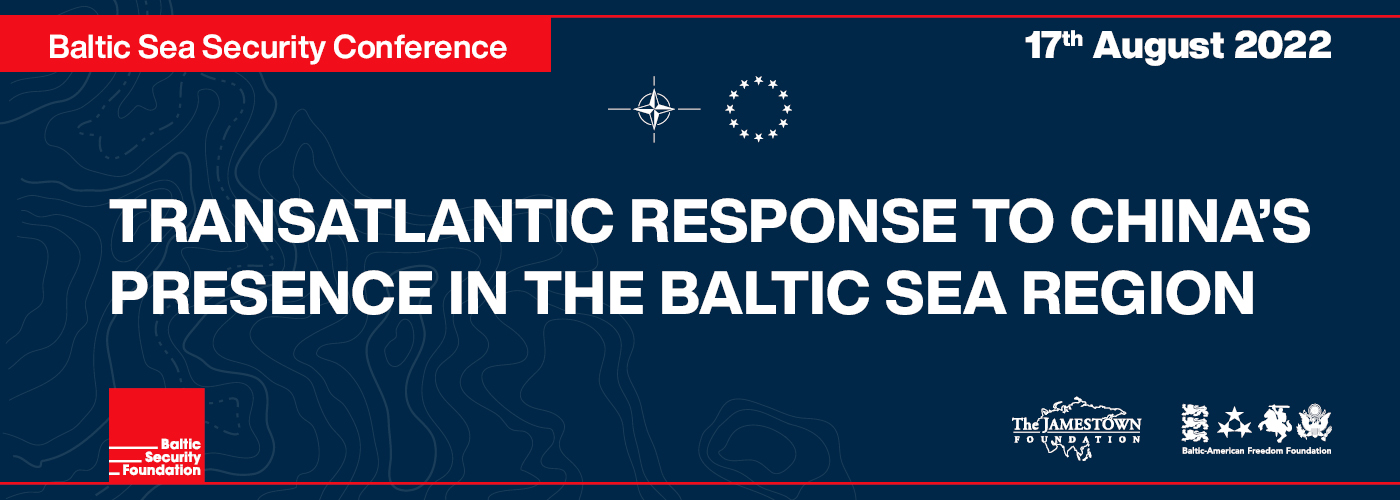 Baltic Sea Security Conference
17th August 2022
TRANSATLANTIC RESPONSE TO CHINA’S
PRESENCE IN THE BALTIC SEA REGION
Baltic
Security
Foundation
The JAMESTOWN
FOUNDATION
Baltic-American Freedom Foundation